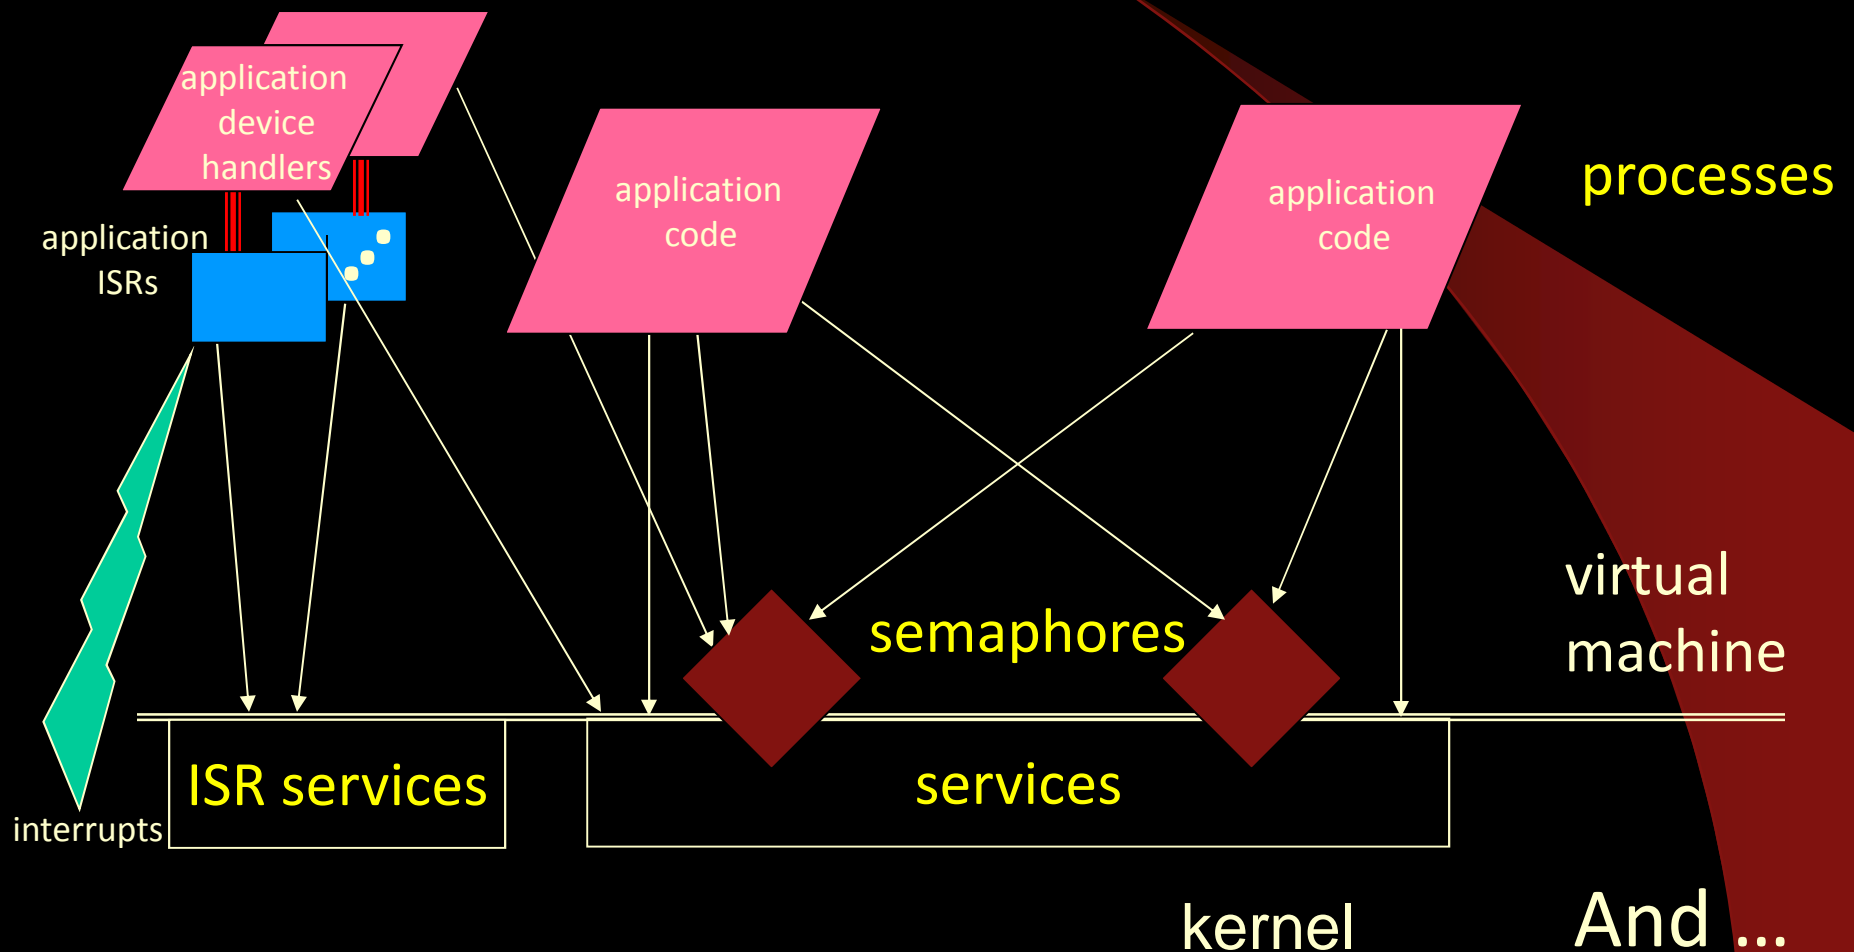 application
device
handlers
application
ISRs
application
code
application
code
processes
semaphores
virtual
machine
ISR services
services
interrupts
kernel
And ...